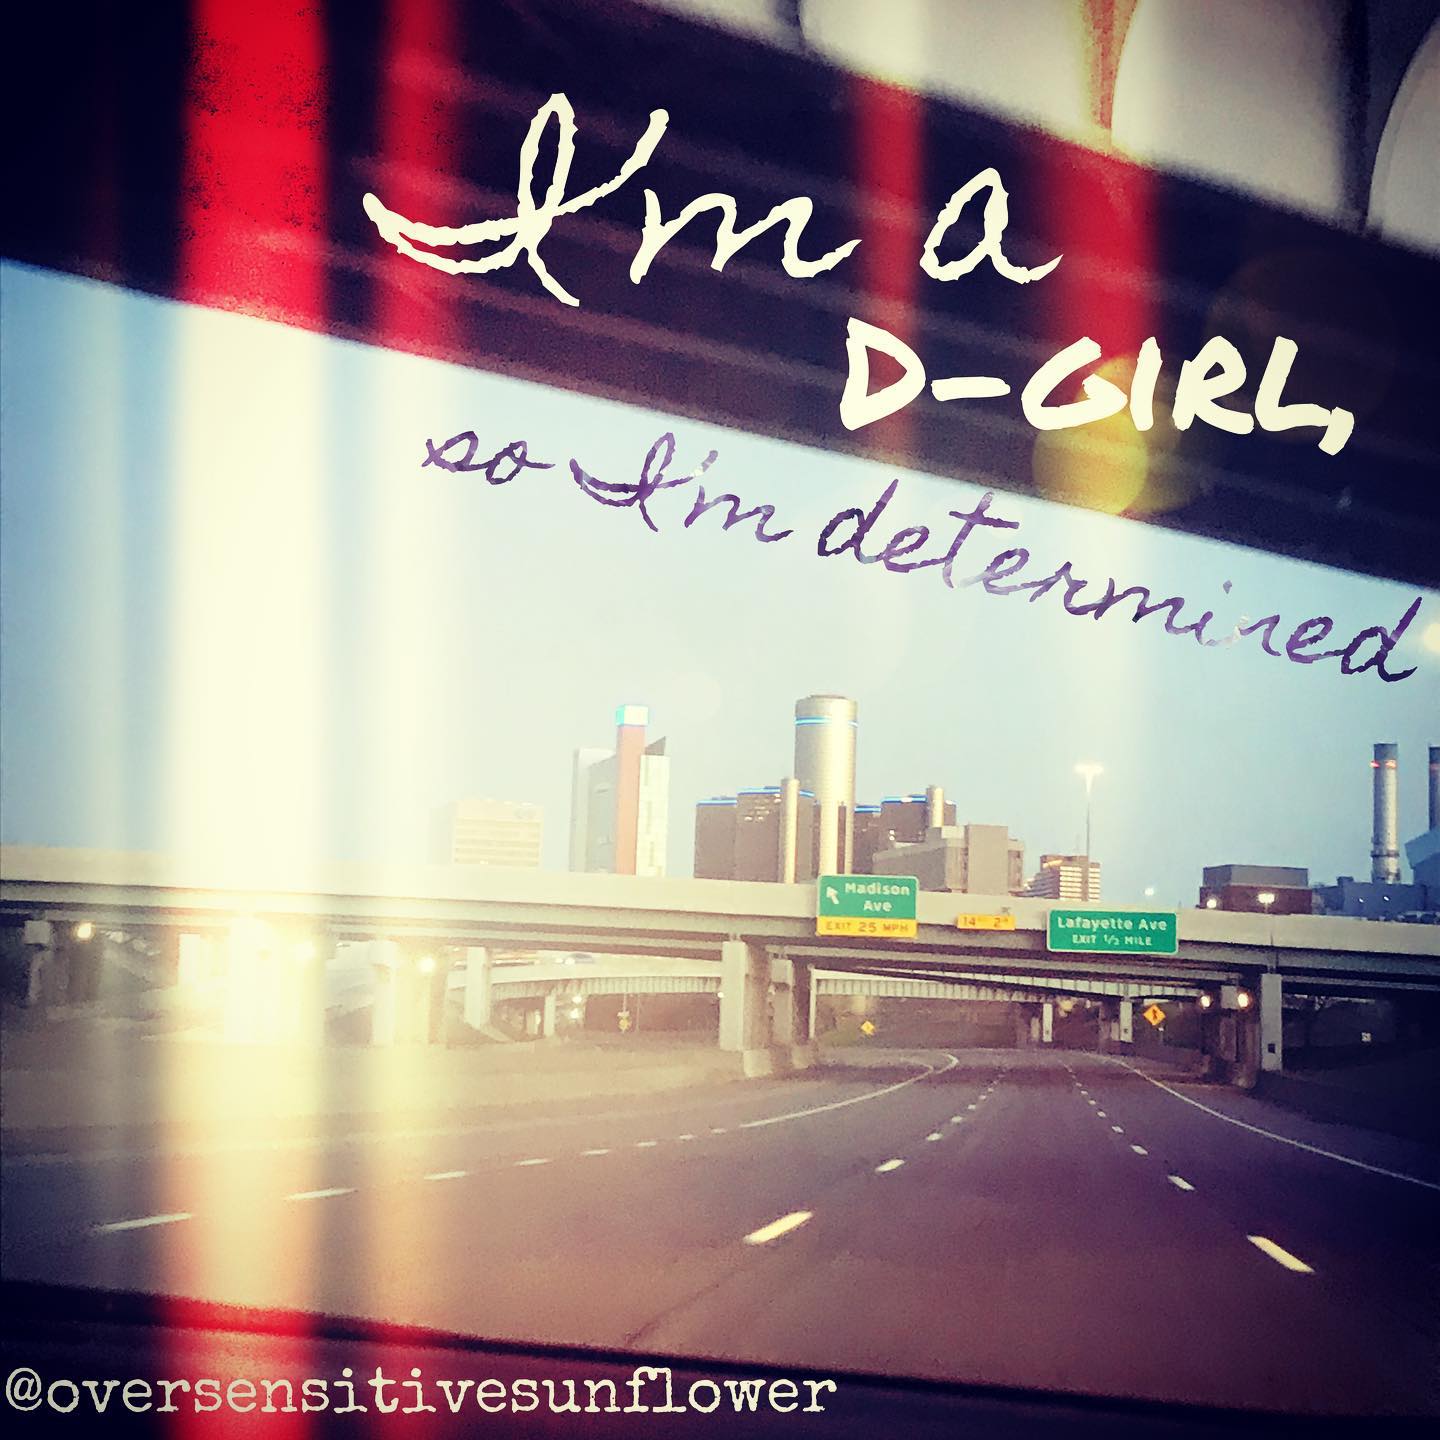 I'm a
D-GIRL,
so I'm determined
Madison
Ave
EXIT 25 MPH
Lafayette Ave
EXIT ½ MILE
@oversensitivesunflower